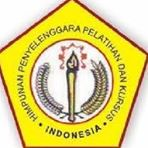 HIMPUNAN PENYELENGGARA PELATIHAN DAN KURSUS
• INDONESIA •